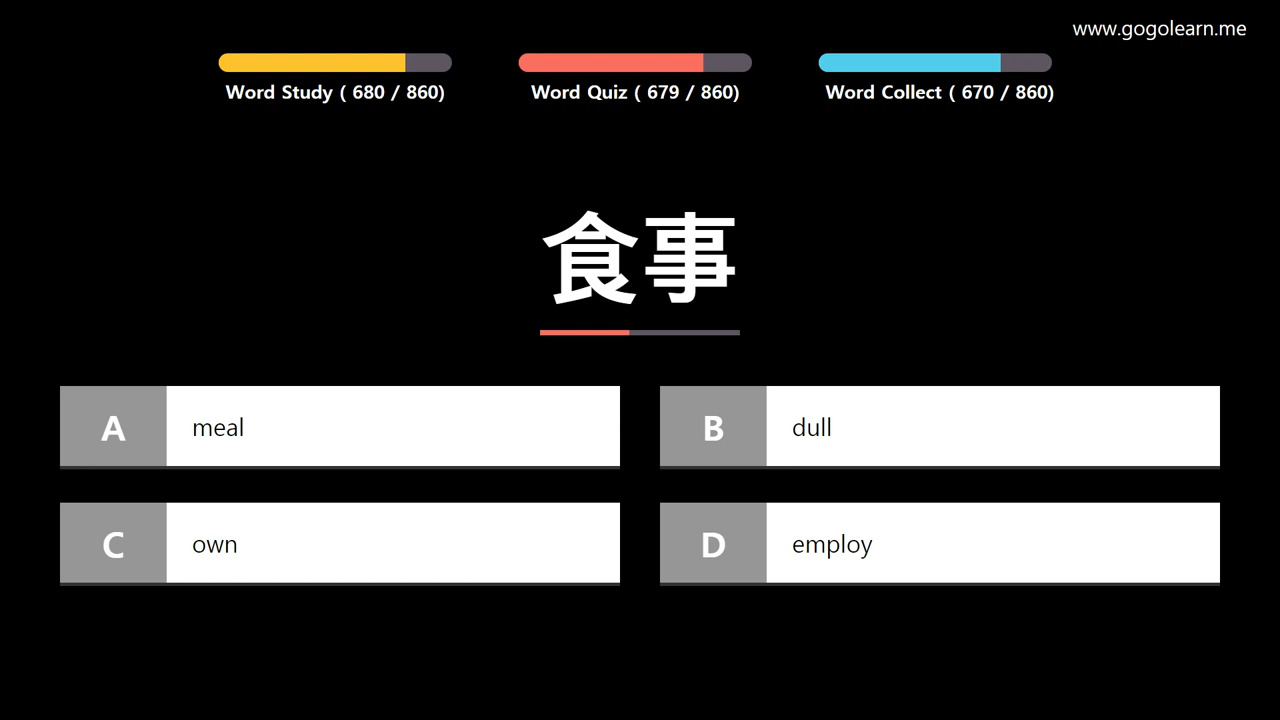 www.gogolearn.me
Word Study ( 680 / 860)
Word Quiz ( 679 / 860)
Word Collect ( 670 / 860)
食事
A meal
B dull
C own
D employ